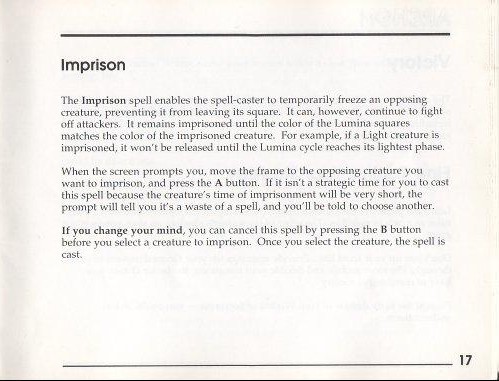 Imprison
The Imprison spell enables the spell-caster to temporarily freeze an opposing
creature, preventing it from leaving its square. It can, however, continue to fight
off attackers. It remains imprisoned until the color of the Lumina squares
matches the color of the imprisoned creature. For example, if a Light creature is
imprisoned, it won't be released until the Lumina cycle reaches its lightest phase.
When the screen prompts you, move the frame to the opposing creature you
want to imprison, and press the A button. If it isn't a strategic time for you to cast
this spell because the creature's time of imprisonment will be very short, the
prompt will tell you it's a waste of a spell, and you'll be told to choose another.
If you change your mind, you can cancel this spell by pressing the B button
before you select a creature to imprison. Once you select the creature, the spell is
cast.
17